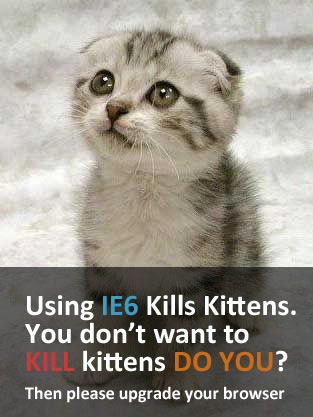 Using IE6 Kills Kittens.
You don't want to
KILL kittens DO YOU?
Then please upgrade your browser